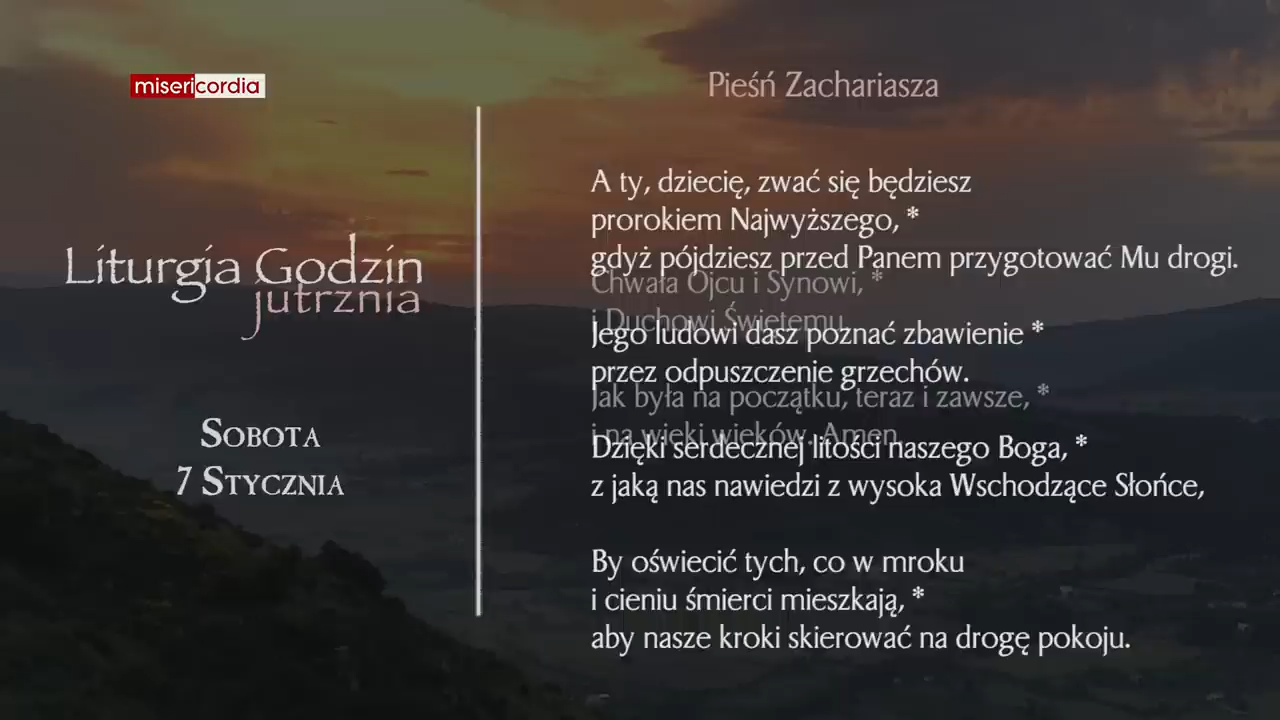 misericordia
Pieśń Zachariasza
Liturgia Godzin
jutrznia
Sobota
7 Stycznia
A ty, dziecię, zwać się będziesz
prorokiem Najwyższego, *
gdyż pójdziesz przed Panem przygotować Mu drogi.
Chwała Ojcu i Synowi, *
i Duchowi Świętemu.
Jego ludowi dasz poznać zbawienie *
przez odpuszczenie grzechów.
Jak była na początku, teraz i zawsze, *
i na wieki wieków. Amen.
Dzięki serdecznej litości naszego Boga, *
z jaką nas nawiedzi z wysoka Wschodzące Słońce,
By oświecić tych, co w mroku
i cieniu śmierci mieszkają, *
aby nasze kroki skierować na drogę pokoju.